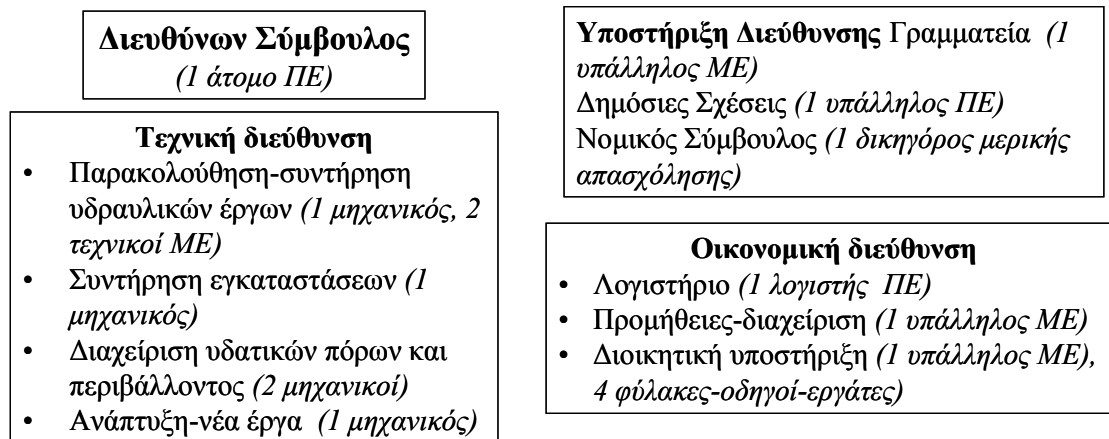 Διευθύνων Σύμβουλος
(1 άτομο ΠΕ)
Τεχνική διεύθυνση
• Παρακολούθηση-συντήρηση
υδραυλικών έργων (1 μηχανικός, 2
τεχνικοί ΜΕ)
• Συντήρηση εγκαταστάσεων (1
μηχανικός)
• Διαχείριση υδατικών πόρων και
περιβάλλοντος (2 μηχανικοί)
• Ανάπτυξη-νέα έργα (1 μηχανικός)
Υποστήριξη Διεύθυνσης Γραμματεία (1
υπάλληλος ΜΕ)
Δημόσιες Σχέσεις (1 υπάλληλος ΠΕ)
Νομικός Σύμβουλος (1 δικηγόρος μερικής
απασχόλησης)
Οικονομική διεύθυνση
• Λογιστήριο (1 λογιστής ΠΕ)
• Προμήθειες-διαχείριση (1 υπάλληλος ΜΕ)
• Διοικητική υποστήριξη (1 υπάλληλος ΜΕ),
4 φύλακες-οδηγοί-εργάτες)